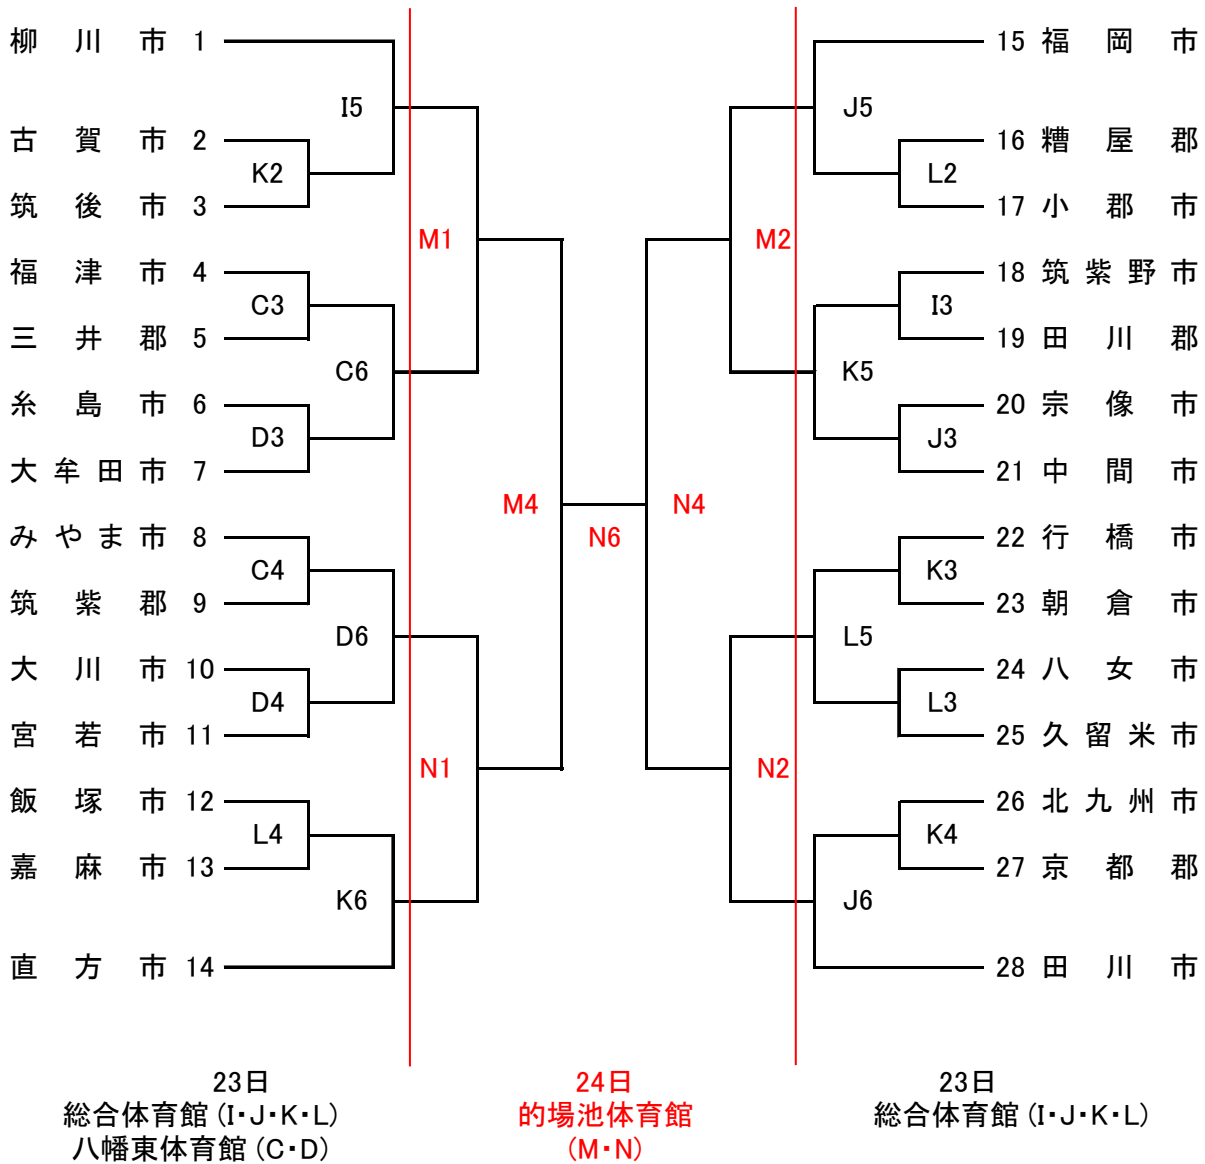 柳川市 1
I5
古賀市 2
K2
筑後市 3
M1
福津市 4
C3
三井郡 5
C6
糸島市 6
D3
大牟田市 7
M4
みやま市 8
C4
筑紫郡 9
D6
大川市 10
D4
宮若市 11
N1
飯塚市 12
L4
嘉麻市 13
K6
直方市 14
N6
15 福岡市
J5
16 糟屋郡
L2
17 小郡市
M2
18 筑紫野市
I3
19 田川郡
K5
20 宗像市
J3
21 中間市
N4
22 行橋市
K3
23 朝倉市
L5
24 八女市
L3
25 久留米市
N2
26 北九州市
K4
27 京都郡
J6
28 田川市
23日
総合体育館(I・J・K・L)
八幡東体育館(C・D)
24日
的場池体育館
(M・N)
23日
総合体育館(I・J・K・L)